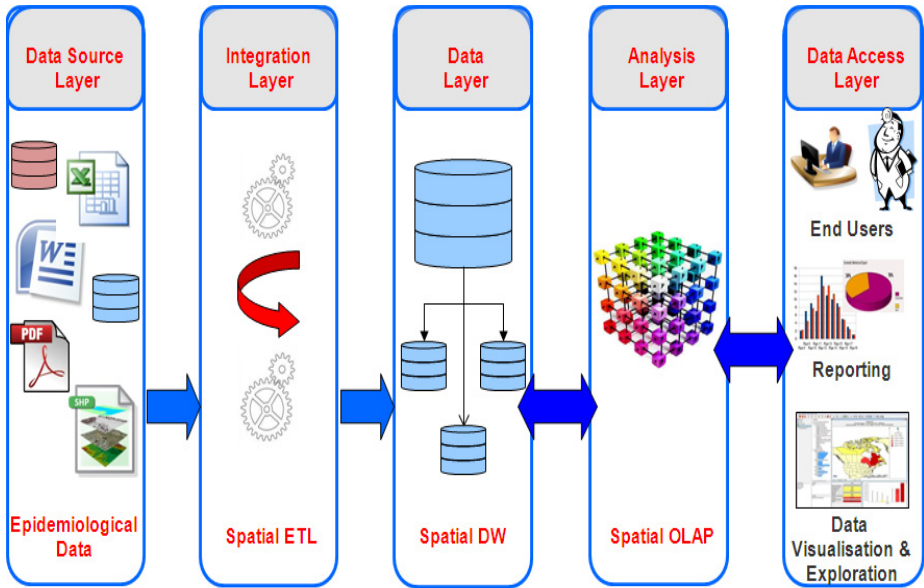 Data Source
Layer
Integration
Layer
Data
Layer
Analysis
Layer
Data Access
Layer
X
W
PDF
SHP
Epidemiological
Data
Spatial ETL
Spatial DW
Spatial OLAP
End Users
Reporting
Data
Visualisation &
Exploration